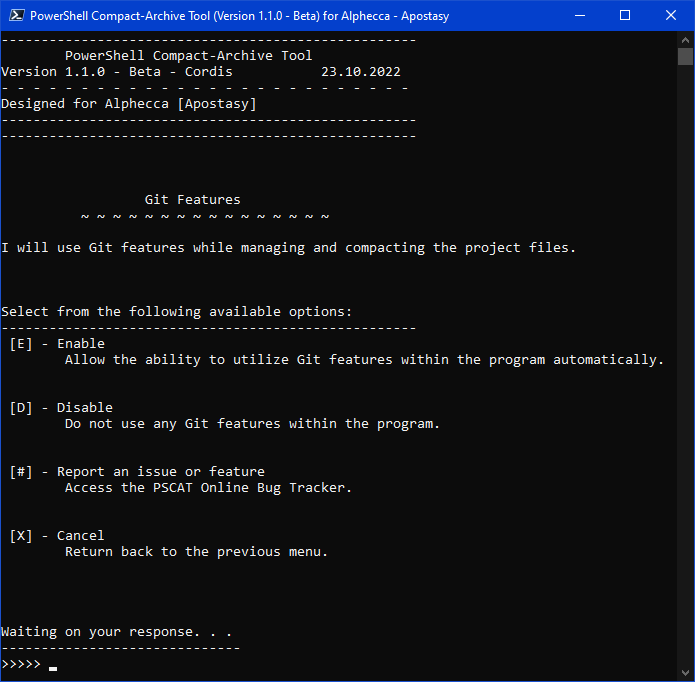 PowerShell Compact-Archive Tool (Version 1.1.0 - Beta) for Alphecca - Apostasy
----------------------------------------------------
PowerShell Compact-Archive Tool
Version 1.1.0 - Beta - Cordis 23.10.2022
- - - - - - - - - - - - - - - - - - - - - - - - - -
Designed for Alphecca [Apostasy]
----------------------------------------------------
----------------------------------------------------
Git Features
~ ~ ~ ~ ~ ~ ~ ~ ~ ~ ~ ~ ~ ~ ~ ~
I will use Git features while managing and compacting the project files.
Select from the following available options:
----------------------------------------------------
[E] - Enable
Allow the ability to utilize Git features within the program automatically.
[D] - Disable
Do not use any Git features within the program.
[#] - Report an issue or feature
Access the PSCAT Online Bug Tracker.
[X] - Cancel
Return back to the previous menu.
Waiting on your response. . .
------------------------------
>>>>> _